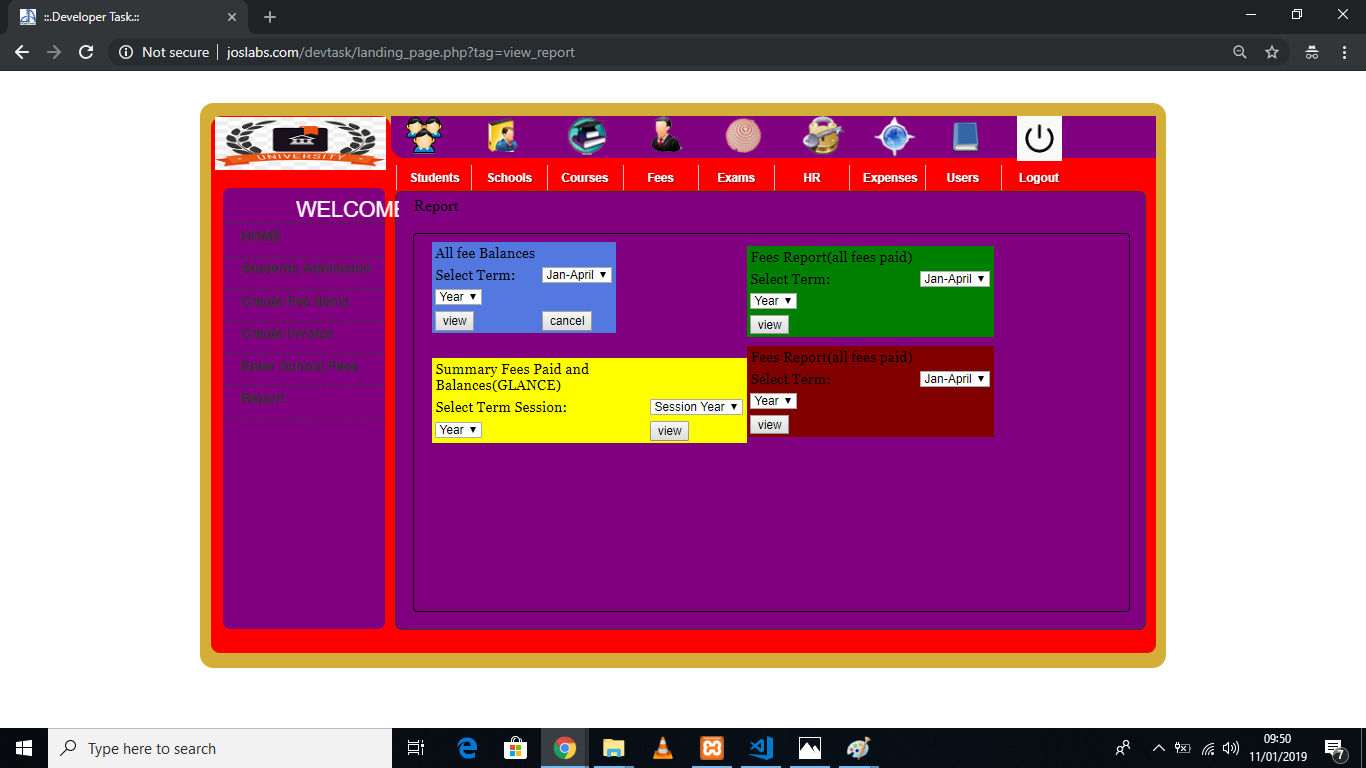 ::.Developer Task.::
Not secure
joslabs.com/devtask/landing_page.php?tag=view_report
UNIVERSITY
Students
Schools
Courses
Fees
Exams
HR
Expenses
Users
Logout
WELCOME
HOME
Students Admission
Create Fee Items
Create Invoice
Enter School Fees
Report
Report
All fee Balances
Select Term: Jan-April
Year
view cancel
Fees Report(all fees paid)
Select Term: Jan-April
Year
view
Summary Fees Paid and
Balances(GLANCE)
Select Term Session: Session Year
Year view
Fees Report(all fees paid)
Select Term: Jan-April
Year
view
Type here to search
09:50
11/01/2019
7